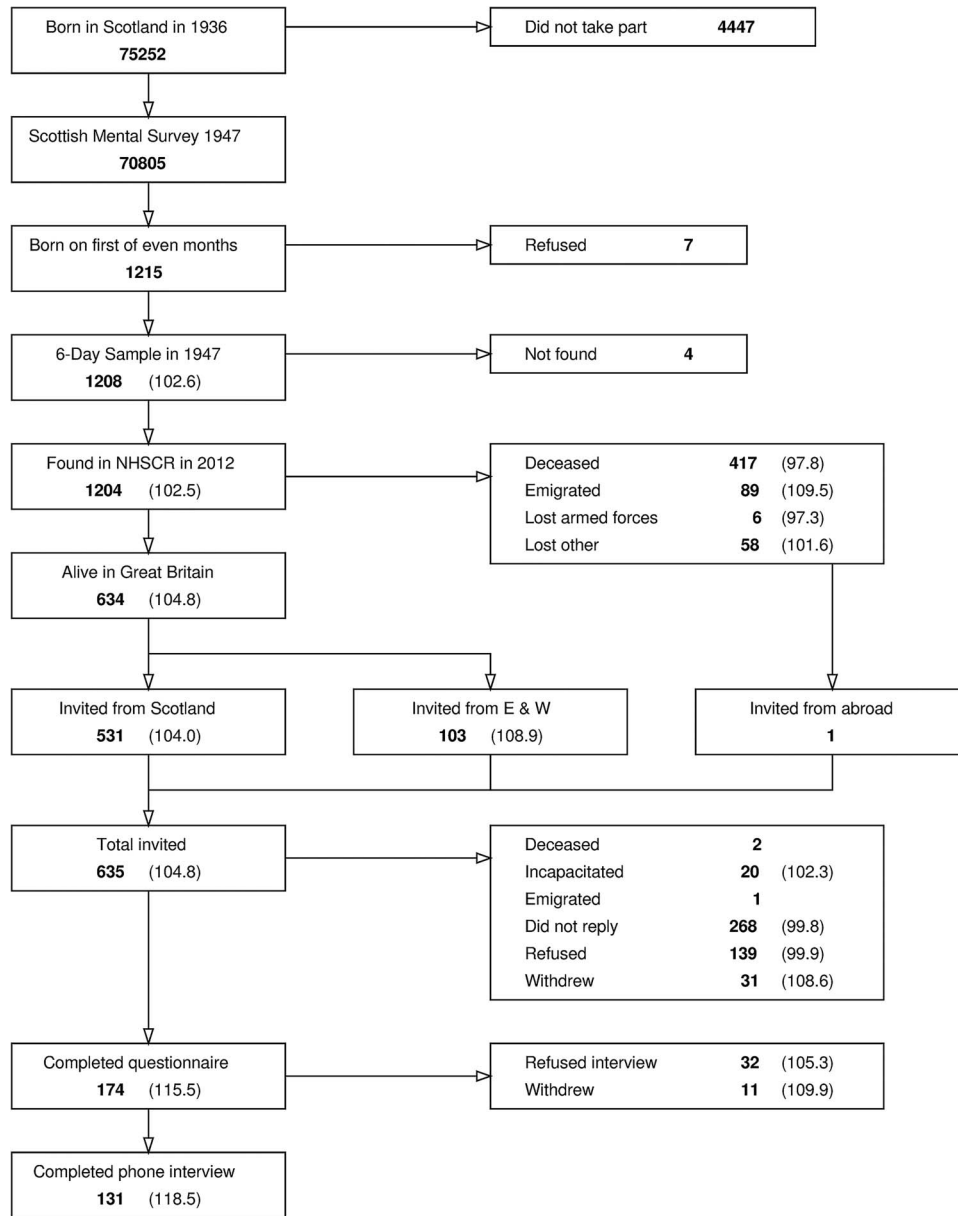 Born in Scotland in 1936
75252
Did not take part 4447
Scottish Mental Survey 1947
70805
Born on first of even months
1215
Refused 7
6-Day Sample in 1947
1208 (102.6)
Not found 4
Found in NHSCR in 2012
1204 (102.5)
Deceased 417 (97.8)
Emigrated 89 (109.5)
Lost armed forces 6 (97.3)
Lost other 58 (101.6)
Alive in Great Britain
634 (104.8)
Invited from Scotland
531 (104.0)
Invited from E & W
103 (108.9)
Invited from abroad
1
Total invited
635 (104.8)
Deceased 2
Incapacitated 20 (102.3)
Emigrated 1
Did not reply 268 (99.8)
Refused 139 (99.9)
Withdrew 31 (108.6)
Completed questionnaire
174 (115.5)
Refused interview 32 (105.3)
Withdrew 11 (109.9)
Completed phone interview
131 (118.5)